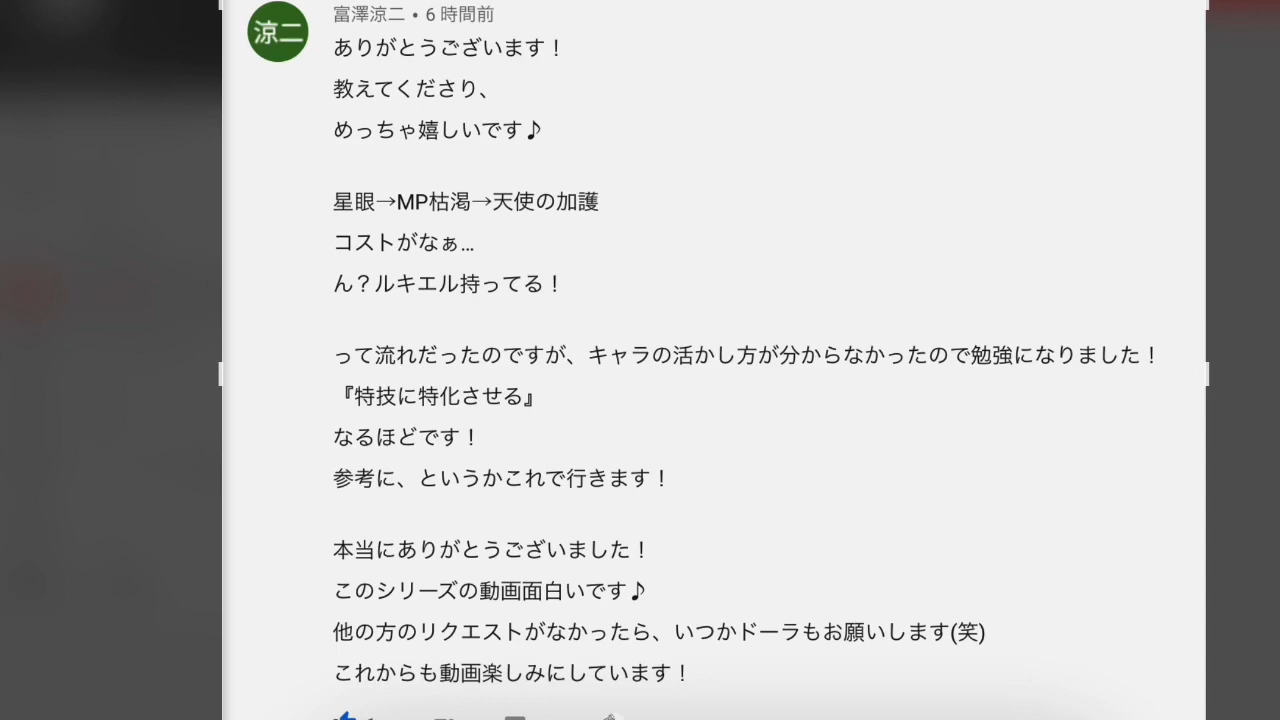 涼二
富澤涼二 • 6 時間前
ありがとうございます！
教えてくださり、
めっちゃ嬉しいです♪
星眼→MP枯渇→天使の加護
コストがなぁ...
ん？ルキエル持ってる！
って流れだったのですが、キャラの活かし方が分からなかったので勉強になりました！
『特技に特化させる』
なるほどです！
参考に、というかこれで行きます！
本当にありがとうございました！
このシリーズの動画面白いです♪
他の方のリクエストがなかったら、いつかドーラもお願いします(笑)
これからも動画楽しみにしています！